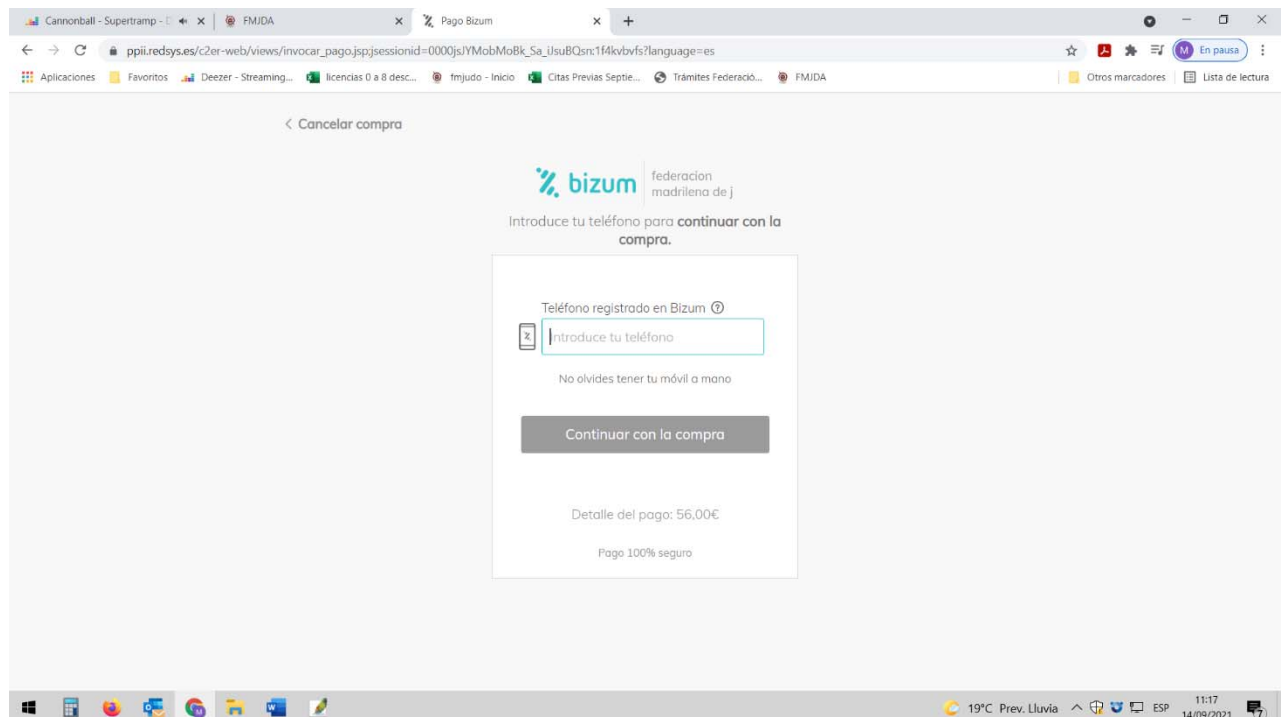 Cannonball - Supertramp - D
FMJDA
Pago Bizum
ppii.redsys.es/c2er-web/views/invocar_pago.jsp;jsessionid=0000jsJYMobMoBk_Sa_iJsuBQsn:1f4kvbvfs?language=es
M
En pausa
Aplicaciones
Favoritos
Deezer - Streaming...
licencias 0 a 8 desc...
fmjudo - Inicio
Citas Previas Septie...
Trámites Federació...
FMJDA
Otros marcadores
Lista de lectura
< Cancelar compra
bizum
federacion
madrilena de j
Introduce tu teléfono para continuar con la
compra.
Teléfono registrado en Bizum ?
Introduce tu teléfono
No olvides tener tu móvil a mano
Continuar con la compra
Detalle del pago: 56,00€
Pago 100% seguro
19°C Prev. Lluvia
ESP
11:17
14/09/2021
7